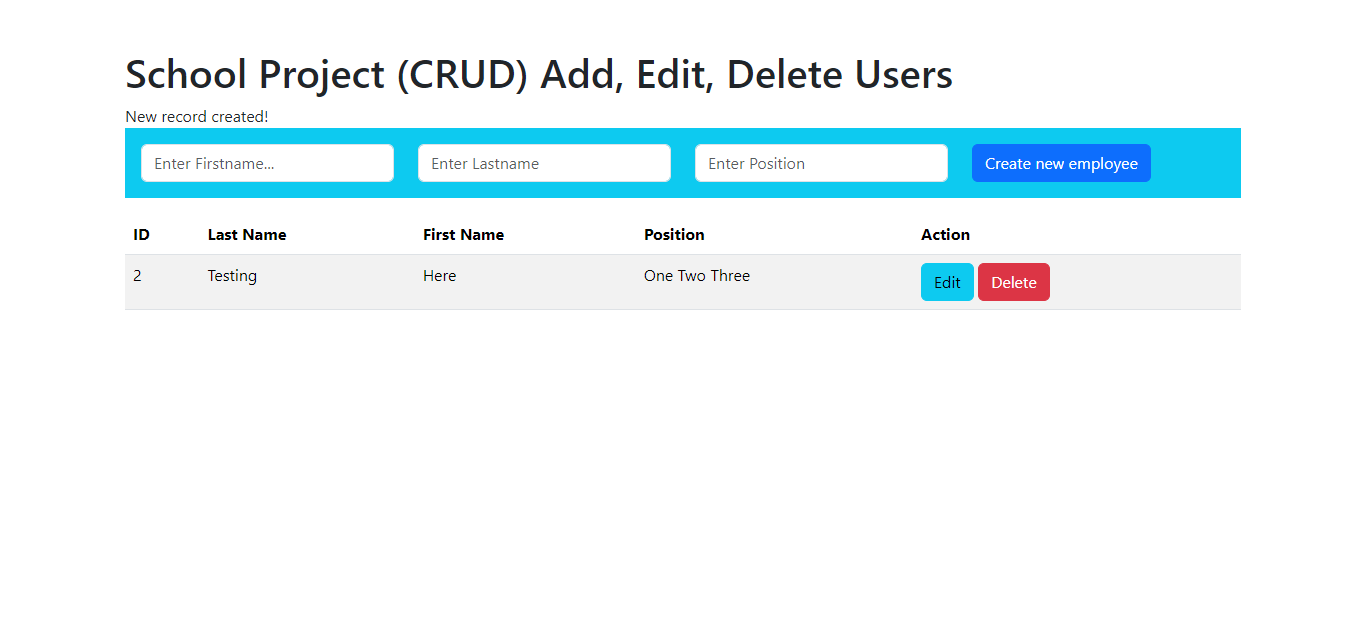 School Project (CRUD) Add, Edit, Delete Users
New record created!
Enter Firstname... Enter Lastname Enter Position Create new employee
ID Last Name First Name Position Action
2 Testing Here One Two Three Edit Delete